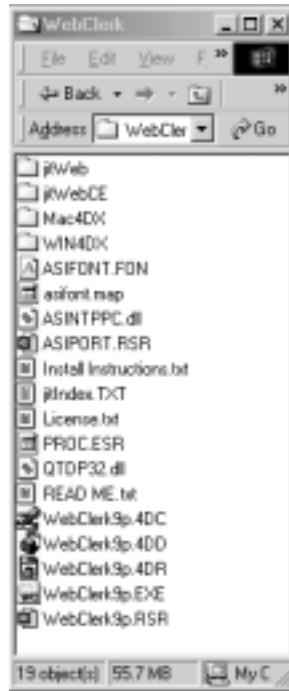 WebClerk
File Edit View F »
Back »
Address WebCler Go
jitWeb
jitWebCE
Mac4DX
WIN4DX
ASIFONT.FON
asifont.map
ASINTPPC.dll
ASIPORT.RSR
Install Instructions.txt
jitIndex.TXT
License.txt
PROC.ESR
QTDP32.dll
READ ME.txt
WebClerk9p.4DC
WebClerk9p.4DD
WebClerk9p.4DR
WebClerk9p.EXE
WebClerk9p.RSR
19 object(s) 55.7 MB My C